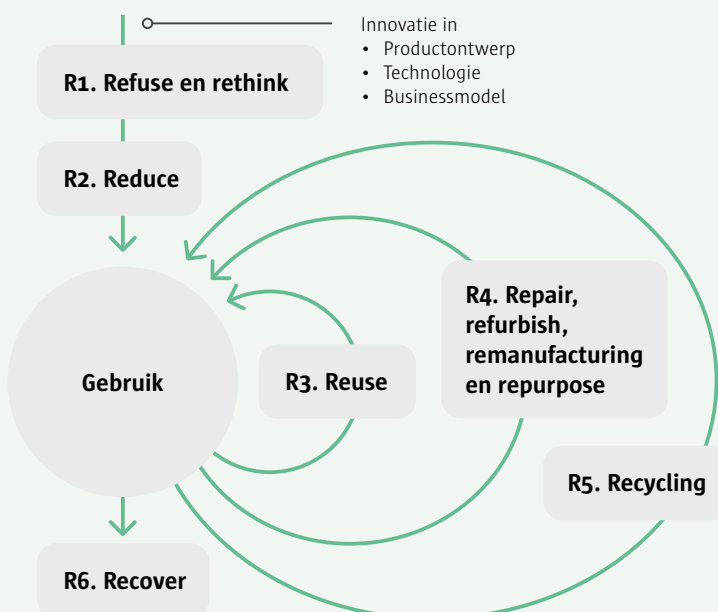 Innovatie in
• Productontwerp
• Technologie
• Businessmodel
R1. Refuse en rethink
R2. Reduce
Gebruik
R3. Reuse
R4. Repair,
refurbish,
remanufacturing
en repurpose
R5. Recycling
R6. Recover